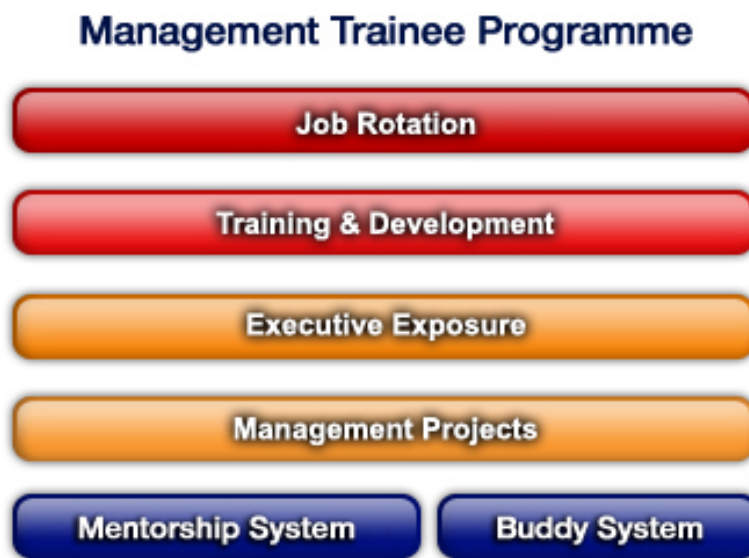 Management Trainee Programme
Job Rotation
Training & Development
Executive Exposure
Management Projects
Mentorship System
Buddy System